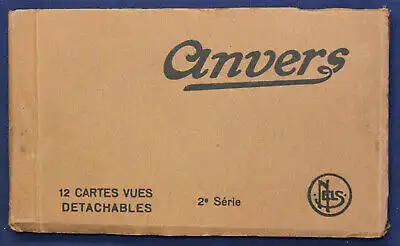 Anvers
12 CARTES VUES
DETACHABLES
2e Série
NELS